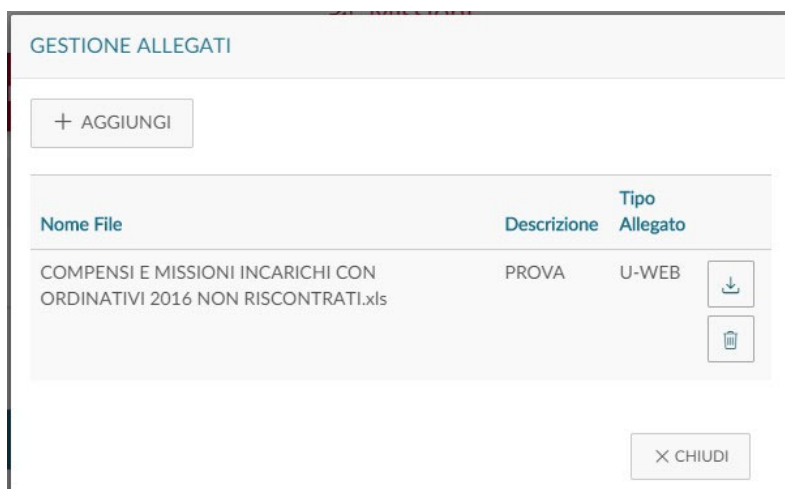 GESTIONE ALLEGATI
+ AGGIUNGI
Nome File
Descrizione
Tipo
Allegato
COMPENSI E MISSIONI INCARICHI CON
ORDINATIVI 2016 NON RISCONTRATI.xls
PROVA
U-WEB
× CHIUDI